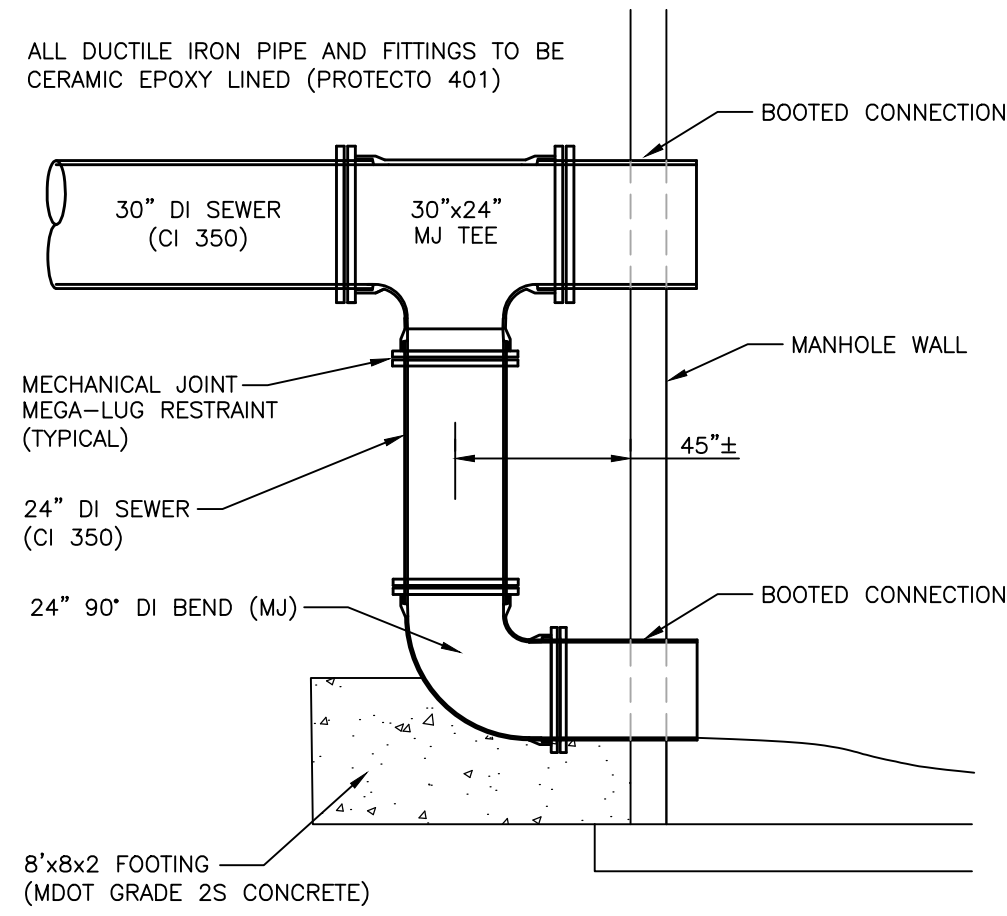 ALL DUCTILE IRON PIPE AND FITTINGS TO BE
CERAMIC EPOXY LINED (PROTECTO 401)
BOOTED CONNECTION
30” DI SEWER
(CI 350)
30”x24”
MJ TEE
MANHOLE WALL
MECHANICAL JOINT
MEGA-LUG RESTRAINT
(TYPICAL)
45”±
24” DI SEWER
(CI 350)
24” 90° DI BEND (MJ)
BOOTED CONNECTION
8’x8x2 FOOTING
(MDOT GRADE 2S CONCRETE)